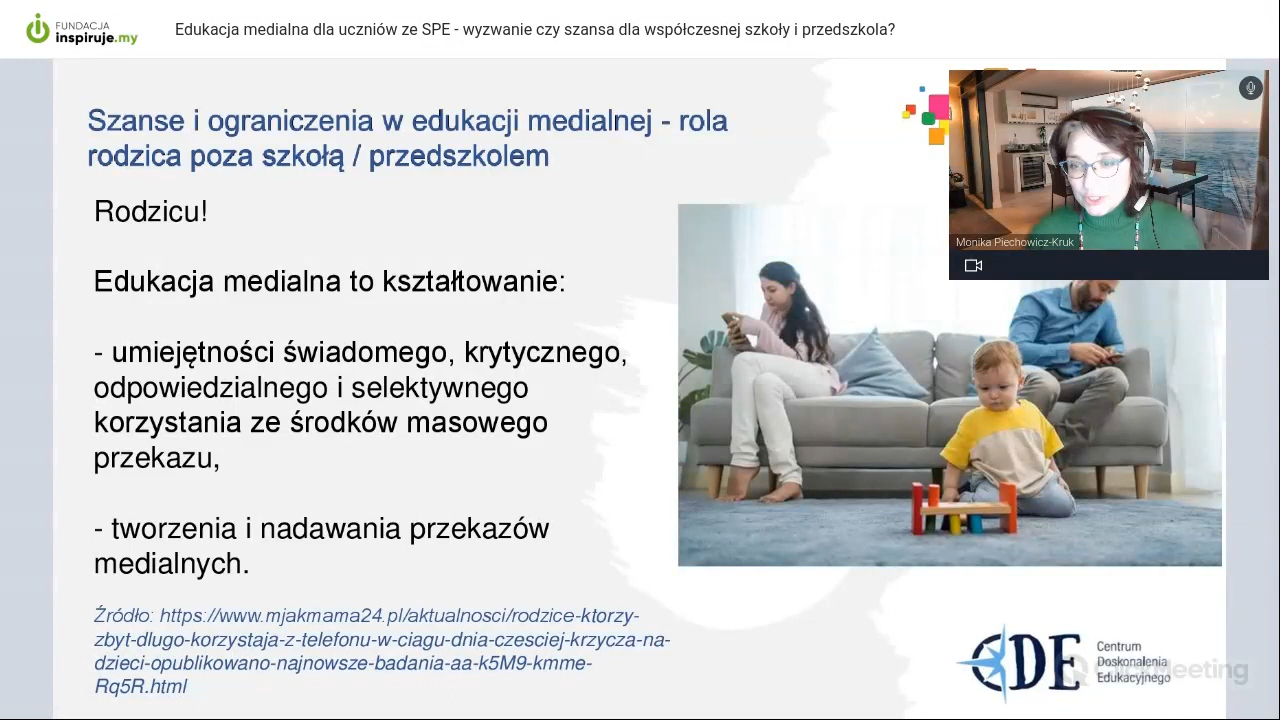 FUNDACJA
inspiruje.my
Edukacja medialna dla uczniów ze SPE - wyzwanie czy szansa dla współczesnej szkoły i przedszkola?
Szanse i ograniczenia w edukacji medialnej - rola
rodzica poza szkołą / przedszkolem
Monika Piechowicz-Kruk
Rodzicu!
Edukacja medialna to kształtowanie:
- umiejętności świadomego, krytycznego,
odpowiedzialnego i selektywnego
korzystania ze środków masowego
przekazu,
- tworzenia i nadawania przekazów
medialnych.
Źródło: https://www.mjakmama24.pl/aktualnosci/rodzice-ktorzy-
zbyt-dlugo-korzystaja-z-telefonu-w-ciagu-dnia-czesciej-krzycza-na-
dzieci-opublikowano-najnowsze-badania-aa-k5M9-kmme-
Rq5R.html
CDE
Centrum
Doskonalenia
Edukacyjnego
ClickMeeting